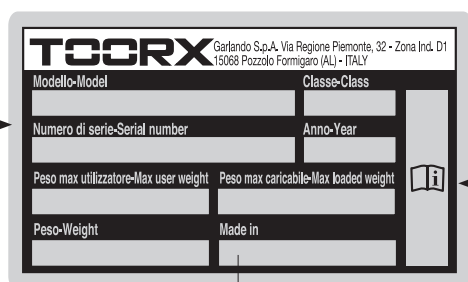 TOORX Garlando S.p.A. Via Regione Piemonte, 32 - Zona Ind. D1
15068 Pozzolo Formigaro (AL) - ITALY
Modello-Model Classe-Class
Numero di serie-Serial number Anno-Year
Peso max utilizzatore-Max user weight Peso max caricabile-Max loaded weight
Peso-Weight Made in
i